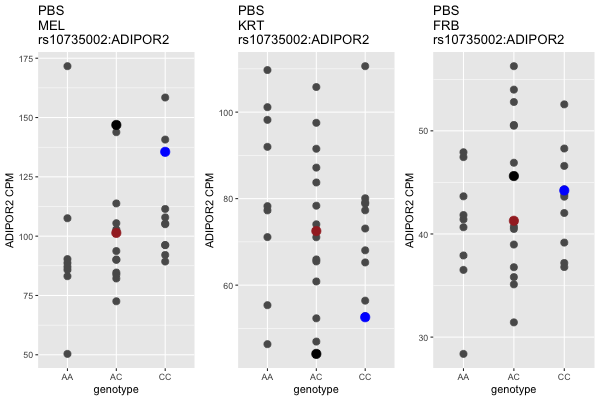 PBS
MEL
rs10735002:ADIPOR2
ADIPOR2 CPM
175
150
125
100
75
50
AA
AC
CC
genotype
PBS
KRT
rs10735002:ADIPOR2
ADIPOR2 CPM
100
80
60
AA
AC
CC
genotype
PBS
FRB
rs10735002:ADIPOR2
ADIPOR2 CPM
50
40
30
AA
AC
CC
genotype